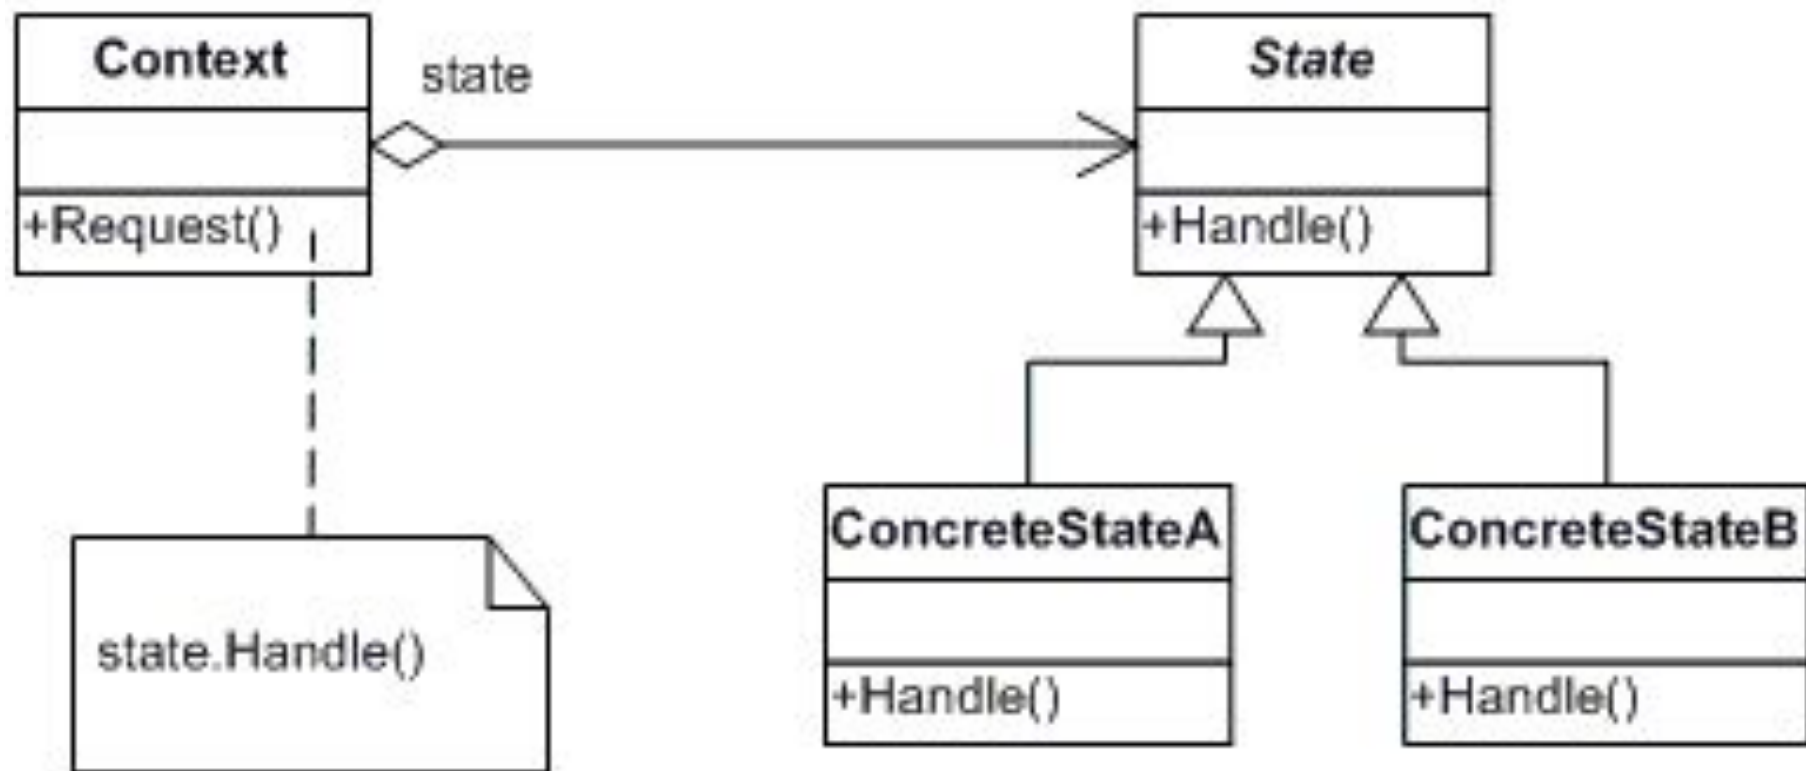 Context
+Request()
state
State
+Handle()
state.Handle()
ConcreteStateA
+Handle()
ConcreteStateB
+Handle()